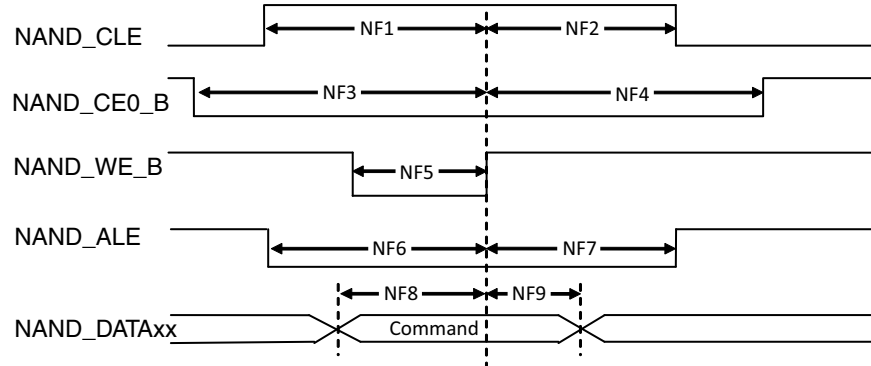 NAND_CLE
NF1
NF2
NAND_CE0_B
NF3
NF4
NAND_WE_B
NF5
NAND_ALE
NF6
NF7
NF8
NF9
NAND_DATAxx
Command